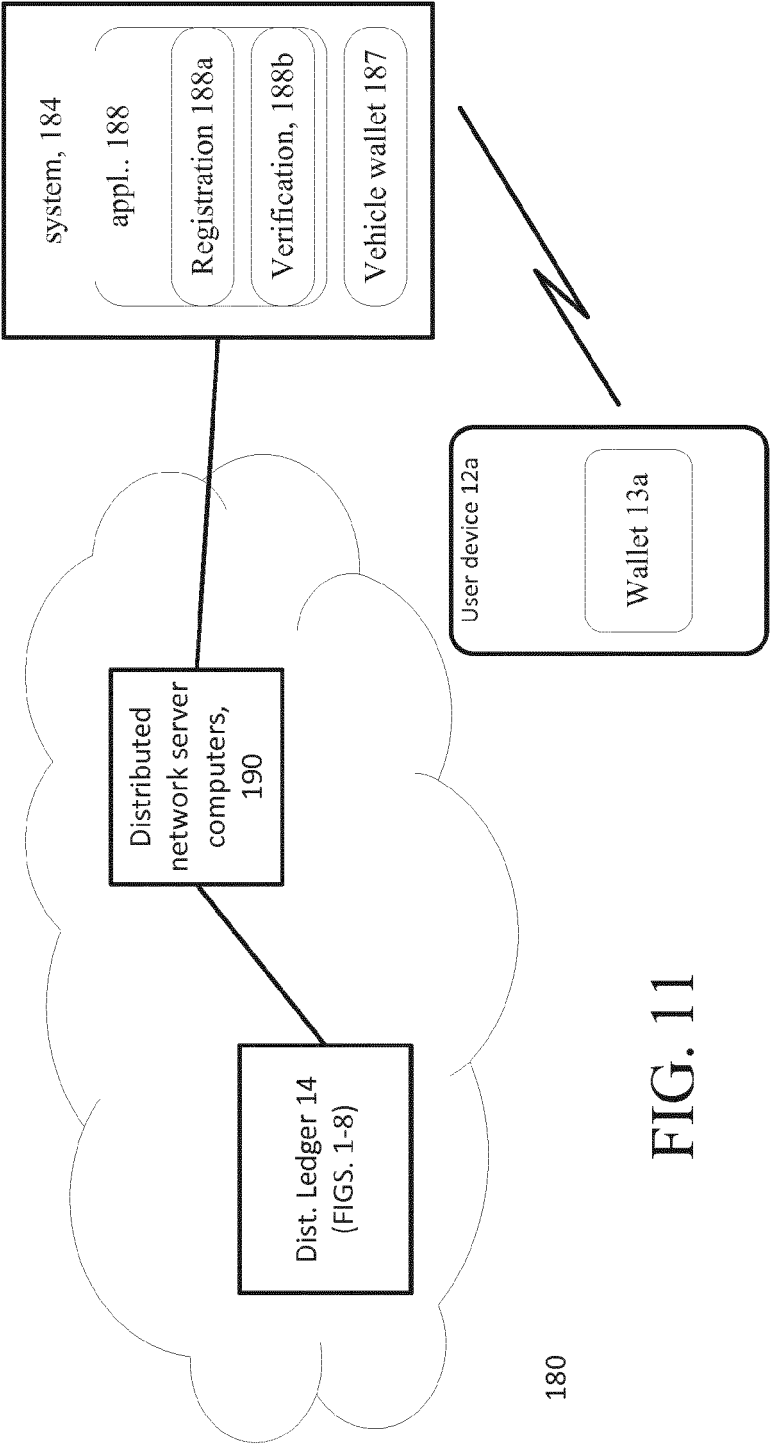 system, 184
appl.. 188
Registration 188a
Verification, 188b
Vehicle wallet 187
Distributed
network server
computers,
190
User device 12a
Wallet 13a
Dist. Ledger 14
(FIGS. 1-8)
180
FIG. 11